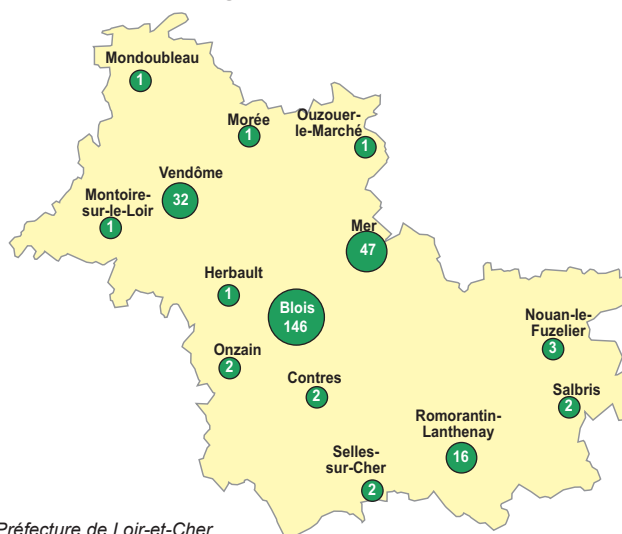 Mondoubleau
1
Morée
1
Ouzouer-
le-Marché
1
Vendôme
32
Montoire-
sur-le-Loir
1
Mer
47
Herbault
1
Blois
146
Nouan-le-
Fuzelier
3
Onzain
2
Contres
2
Salbris
2
Romorantin-
Lanthenay
16
Selles-
sur-Cher
2
Préfecture de Loir-et-Cher